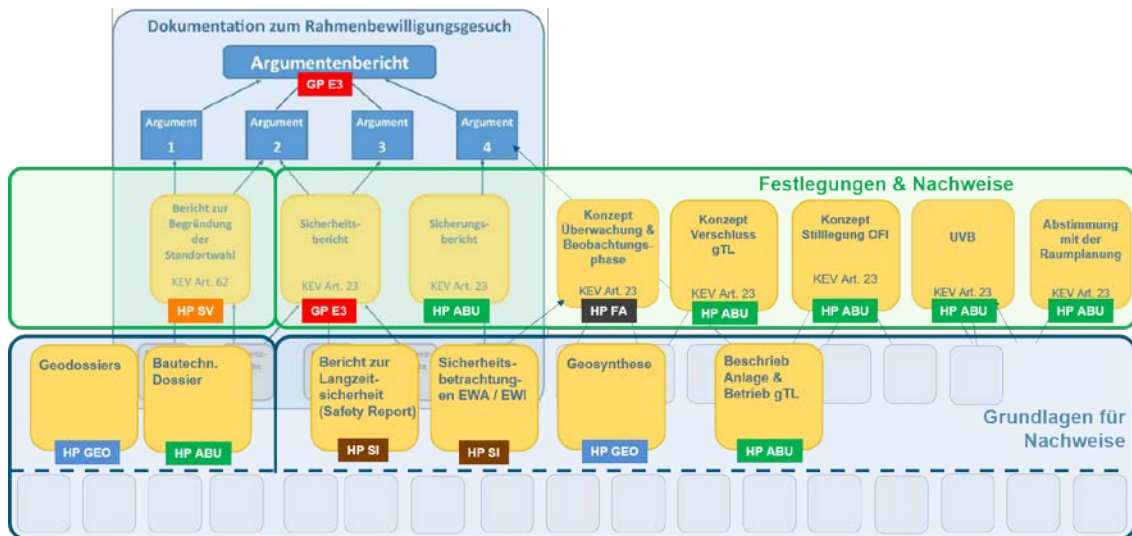 Dokumentation zum Rahmenbewilligungsgesuch
Argumentenbericht
GP E3
Argument
1
Argument
2
Argument
3
Argument
4
Festlegungen & Nachweise
Bericht zur
Begründung
der
Standortwahl
KEV Art. 62
HP SV
Sicherheits-
bericht
KEV Art. 23
GP E3
Sicherungs-
bericht
KEV Art. 23
HP ABU
Konzept
Überwachung &
Beobachtungs-
phase
KEV Art. 23
HP FA
Konzept
Verschluss
gTL
KEV Art. 23
HP ABU
Konzept
Stilllegung OFI
KEV Art. 23
HP ABU
UVB
KEV Art. 23
HP ABU
Abstimmung
mit der
Raumplanung
KEV Art. 23
HP ABU
Geodossiers
HP GEO
Bautechn.
Dossier
HP ABU
Bericht zur
Langzeit-
sicherheit
(Safety Report)
HP SI
Sicherheits-
betrachtung-
en EWA / EWI
HP SI
Geosynthese
HP GEO
Beschrieb
Anlage &
Betrieb gTL
HP ABU
Grundlagen für
Nachweise